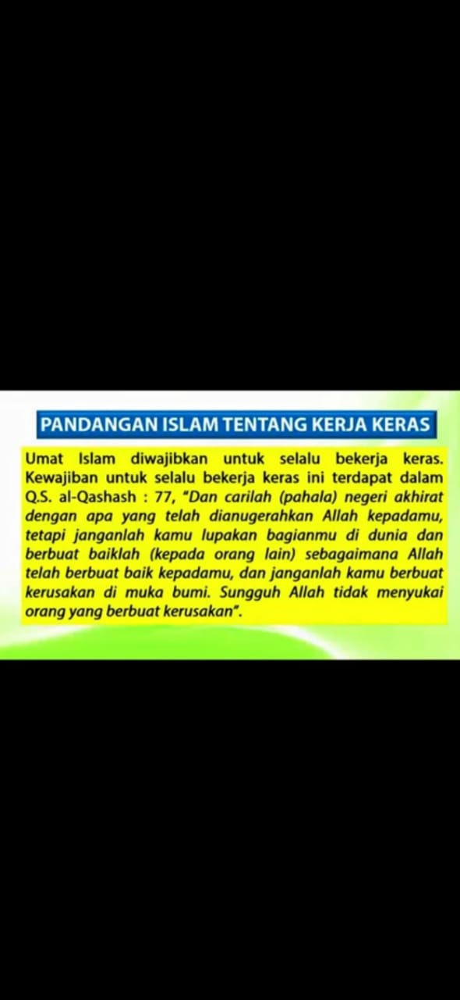 PANDANGAN ISLAM TENTANG KERJA KERAS
Umat Islam diwajibkan untuk selalu bekerja keras.
Kewajiban untuk selalu bekerja keras ini terdapat dalam
Q.S. al-Qashash : 77, "Dan carilah (pahala) negeri akhirat
dengan apa yang telah dianugerahkan Allah kepadamu,
tetapi janganlah kamu lupakan bagianmu di dunia dan
berbuat baiklah (kepada orang lain) sebagaimana Allah
telah berbuat baik kepadamu, dan janganlah kamu berbuat
kerusakan di muka bumi. Sungguh Allah tidak menyukai
orang yang berbuat kerusakan".